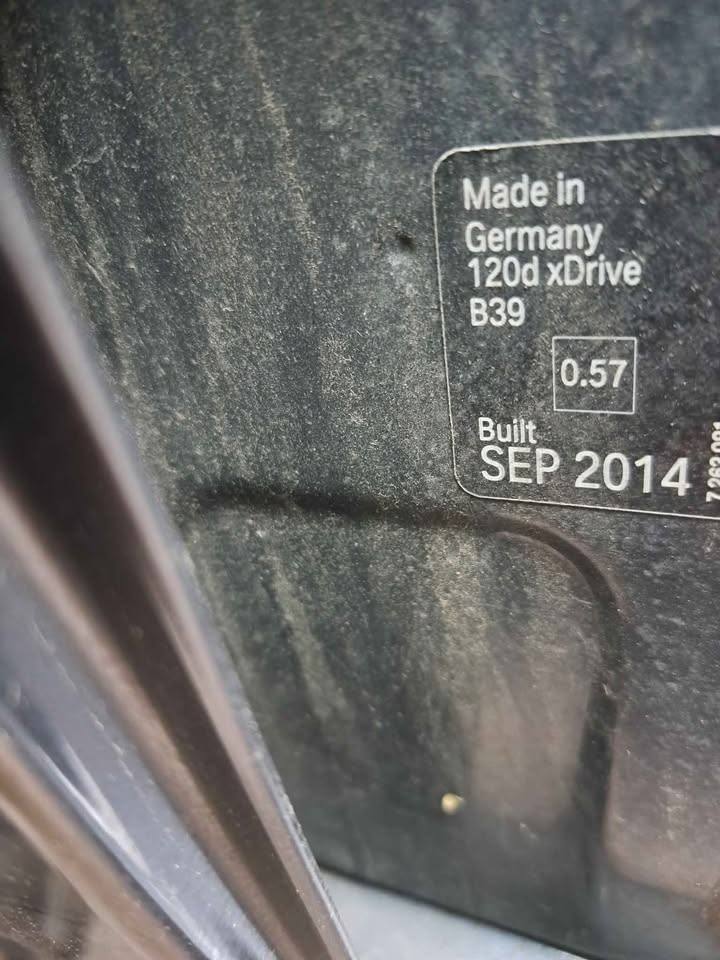 Made in
Germany
120d xDrive
B39
0.57
Built
SEP 2014